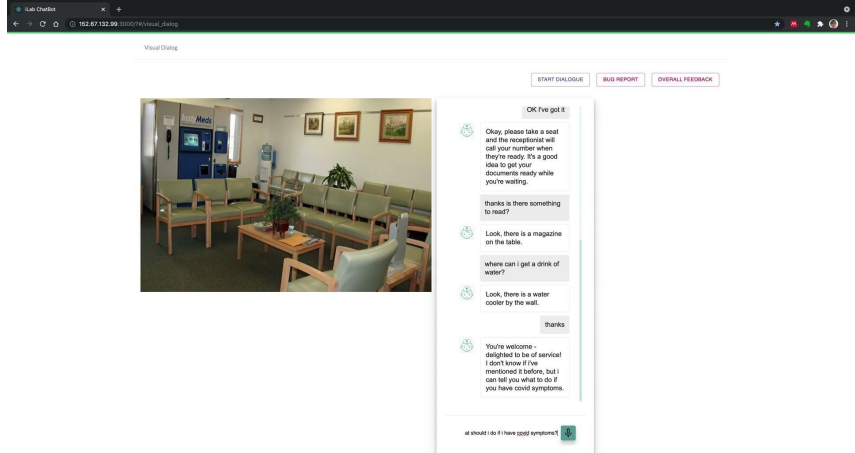 iLab ChatBot
152.67.132.99:3000/?#/visual_dialog
Visual Dialog
START DIALOGUE
BUG REPORT
OVERALL FEEDBACK
Meds
OK I've got it
Okay, please take a seat
and the receptionist will
call your number when
they're ready. It's a good
idea to get your
documents ready while
you're waiting.
thanks is there something
to read?
Look, there is a magazine
on the table.
where can i get a drink of
water?
Look, there is a water
cooler by the wall.
thanks
You're welcome -
delighted to be of service!
I don't know if i've
mentioned it before, but i
can tell you what to do if
you have covid symptoms.
at should i do if i have covid symptoms?